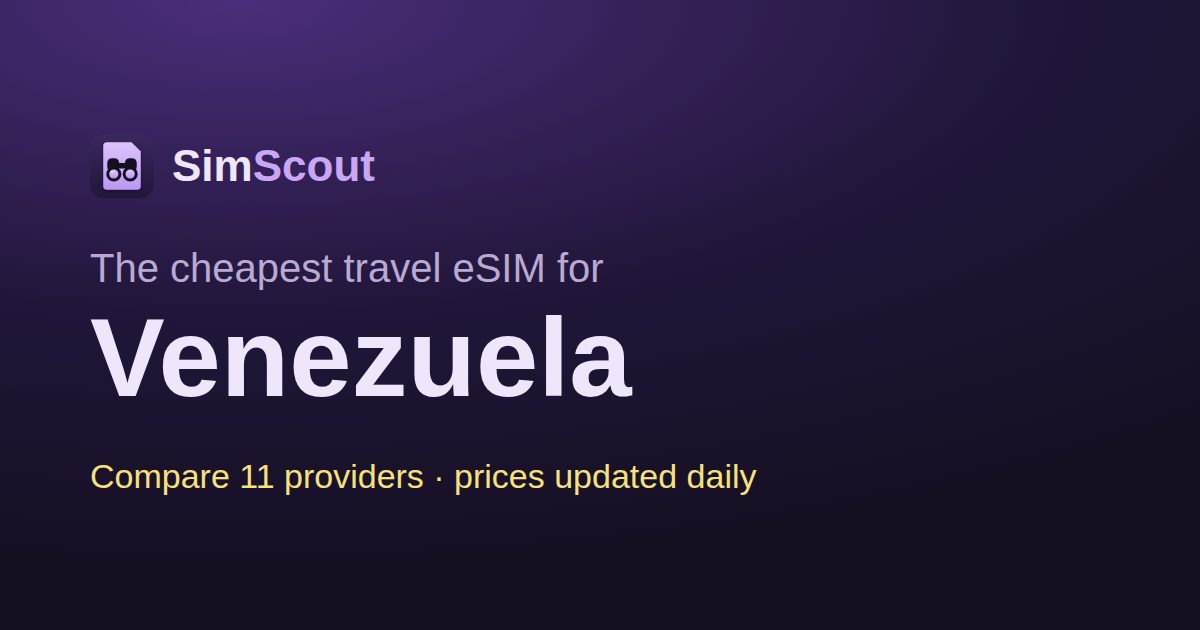 SimScout
The cheapest travel eSIM for
Venezuela
Compare 11 providers · prices updated daily